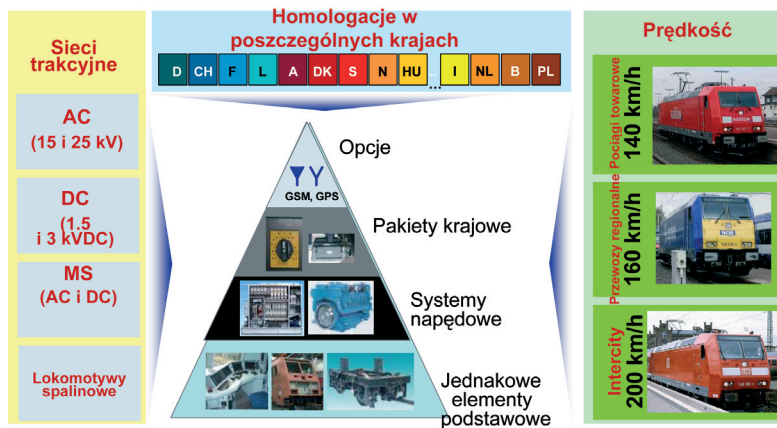 Sieci
trakcyjne
AC
(15 i 25 kV)
DC
(1.5
i 3 kVDC)
MS
(AC i DC)
Lokomotywy
spalinowe
Homologacje w
poszczególnych krajach
D CH F L A DK S N HU ... I NL B PL
Opcje
GSM, GPS
Pakiety krajowe
Systemy
napędowe
Jednakowe
elementy
podstawowe
Prędkość
Pociągi towarowe
140 km/h
Przewozy regionalne
160 km/h
Intercity
200 km/h